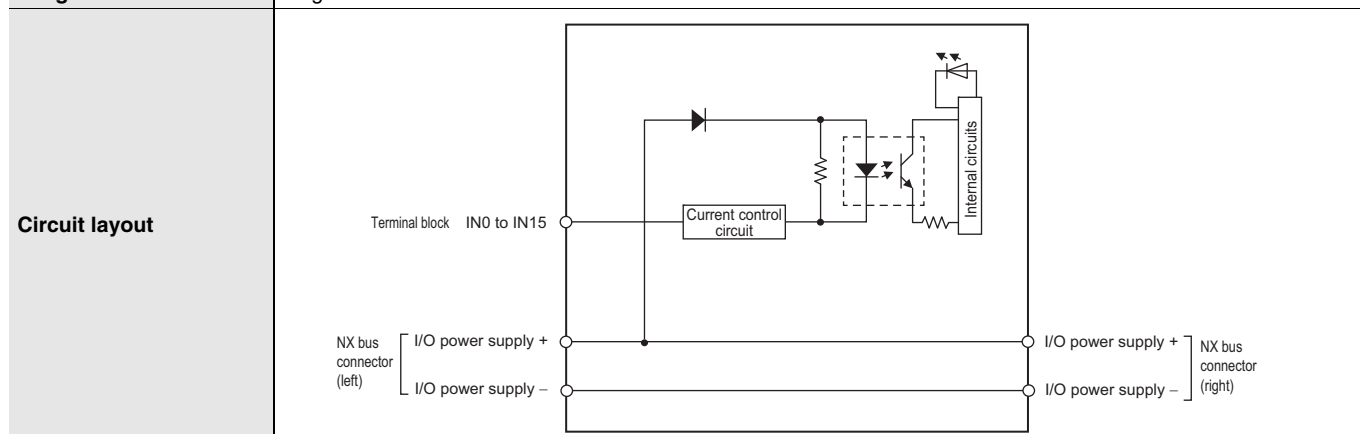 Circuit layout
Terminal block IN0 to IN15
Current control
circuit
Internal circuits
NX bus
connector
(left)
I/O power supply +
I/O power supply –
I/O power supply +
I/O power supply –
NX bus
connector
(right)